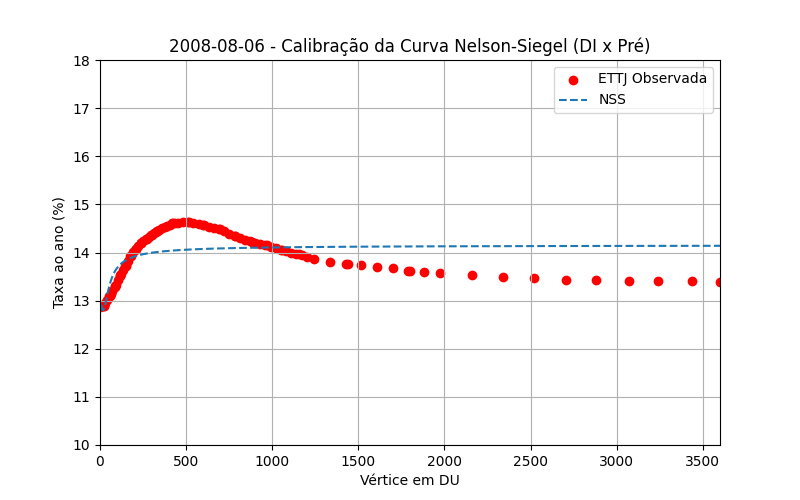 2008-08-06 - Calibração da Curva Nelson-Siegel (DI x Pré)
ETTJ Observada
NSS
Taxa ao ano (%)
18
17
16
15
14
13
12
11
10
0 500 1000 1500 2000 2500 3000 3500
Vértice em DU